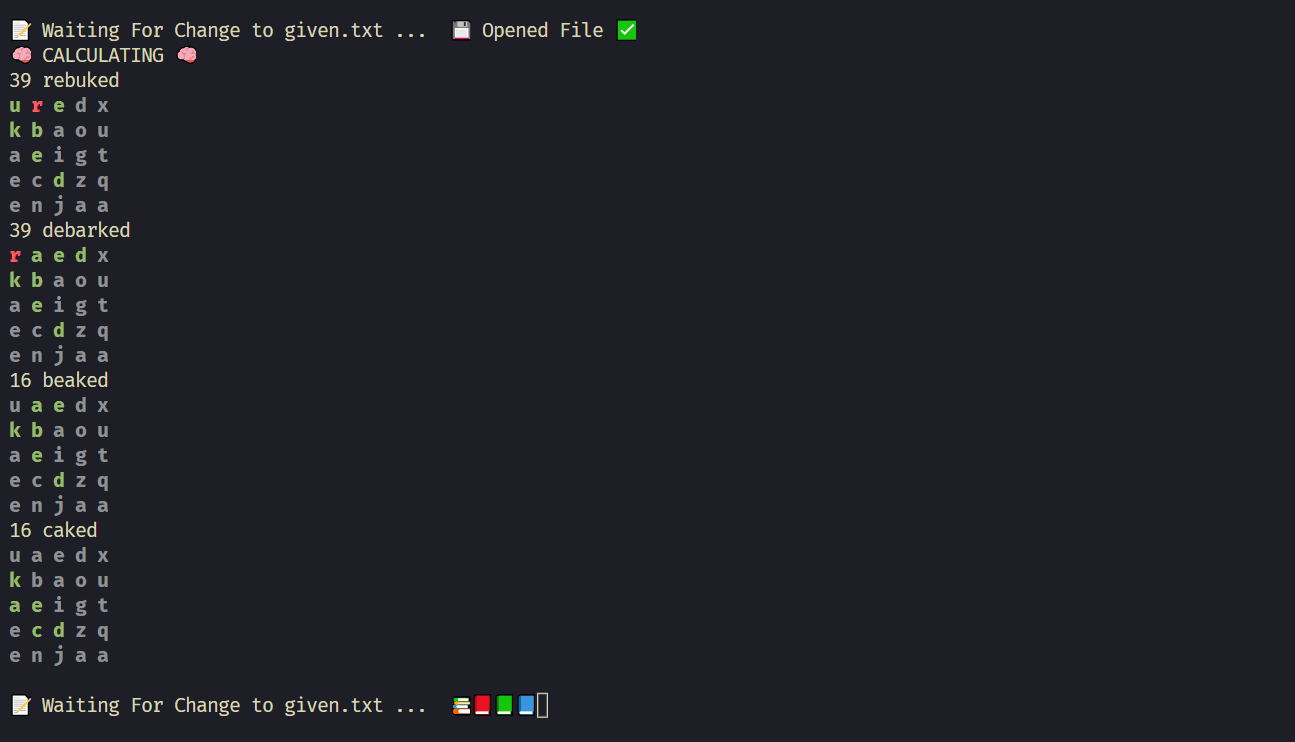 📝 Waiting For Change to given.txt ... 💾 Opened File ✅
🧠 CALCULATING 🧠
39 rebuked
u r e d x
k b a o u
a e i g t
e c d z q
e n j a a
39 debarked
r a e d x
k b a o u
a e i g t
e c d z q
e n j a a
16 beaked
u a e d x
k b a o u
a e i g t
e c d z q
e n j a a
16 caked
u a e d x
k b a o u
a e i g t
e c d z q
e n j a a
📝 Waiting For Change to given.txt ... 📚📕📗📘